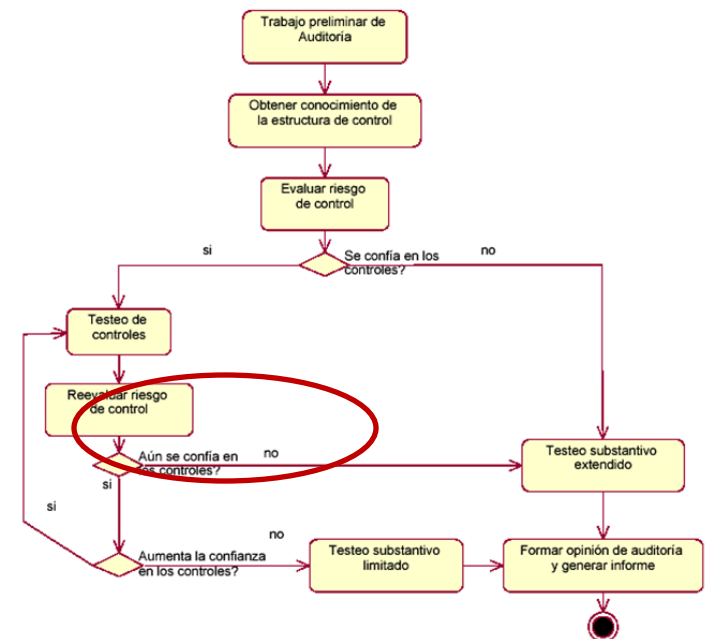 Trabajo preliminar de
Auditoría
Obtener conocimiento de
la estructura de control
Evaluar riesgo
de control
si
Se confía en los
controles?
no
Testeo de
controles
Reevaluar riesgo
de control
Aún se confía en
los controles?
no
si
Testeo substantivo
extendido
si
Aumenta la confianza
en los controles?
no
Testeo substantivo
limitado
Formar opinión de auditoría
y generar informe